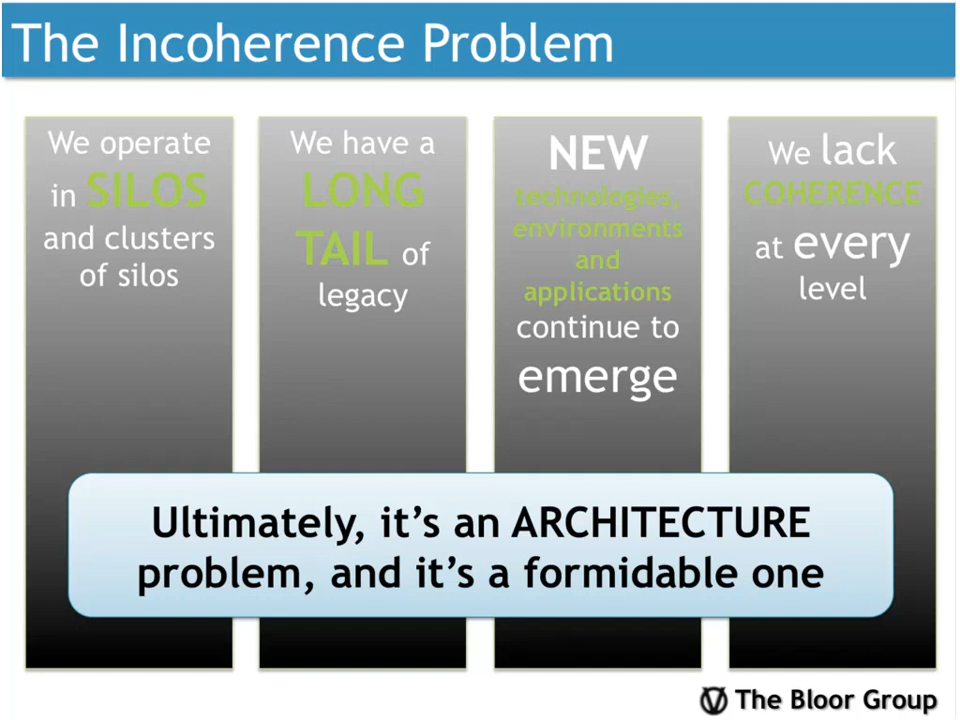 The Incoherence Problem
We operate
in SILOS
and clusters
of silos
We have a
LONG
TAIL of
legacy
NEW
technologies,
environments
and
applications
continue to
emerge
We lack
COHERENCE
at every
level
Ultimately, it’s an ARCHITECTURE
problem, and it’s a formidable one
The Bloor Group